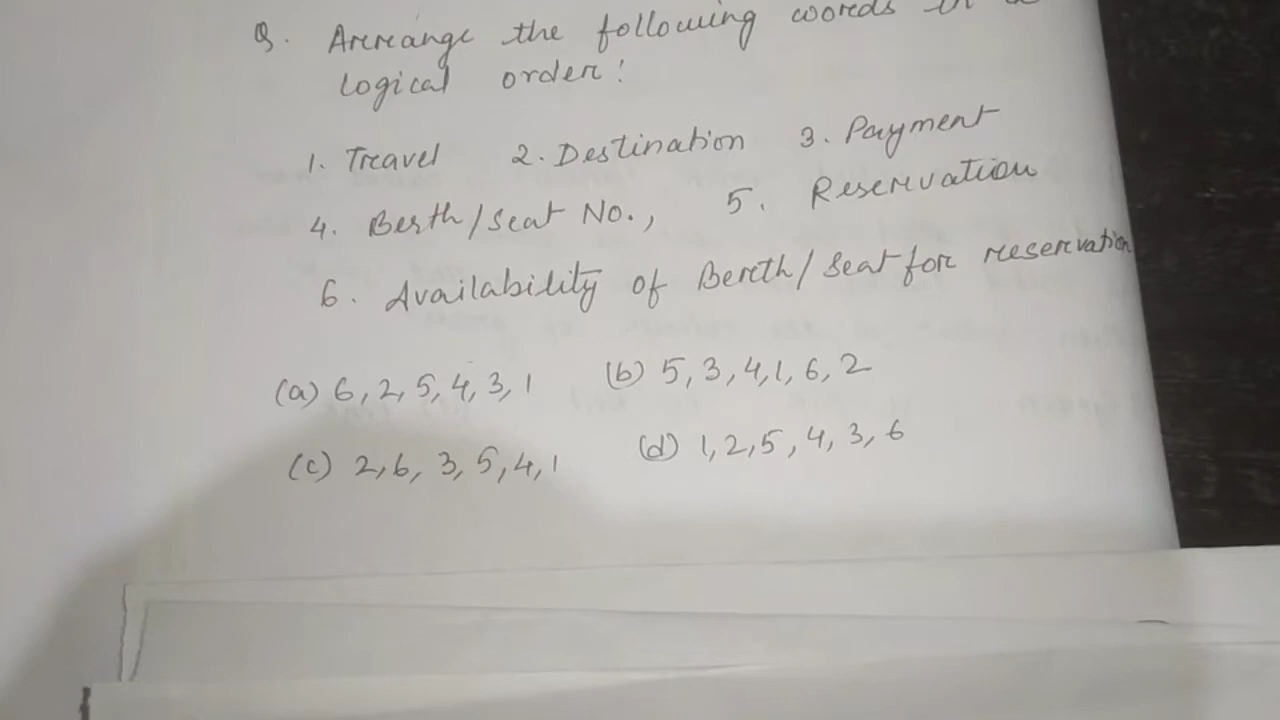 Q. Arrange the following words in a
logical order:
1. Travel 2. Destination 3. Payment
4. Berth/Seat No., 5. Reservation
6. Availability of Berth/Seat for reservation
(a) 6, 2, 5, 4, 3, 1 (b) 5, 3, 4, 1, 6, 2
(c) 2, 6, 3, 5, 4, 1 (d) 1, 2, 5, 4, 3, 6